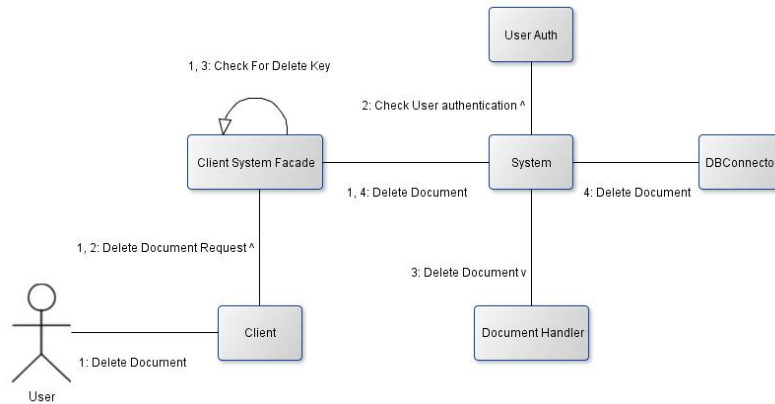 User Auth
1, 3: Check For Delete Key
2: Check User authentication ^
Client System Facade
System
DBConnecto
1, 4: Delete Document
4: Delete Document
1, 2: Delete Document Request ^
3: Delete Document v
Client
Document Handler
1: Delete Document
User